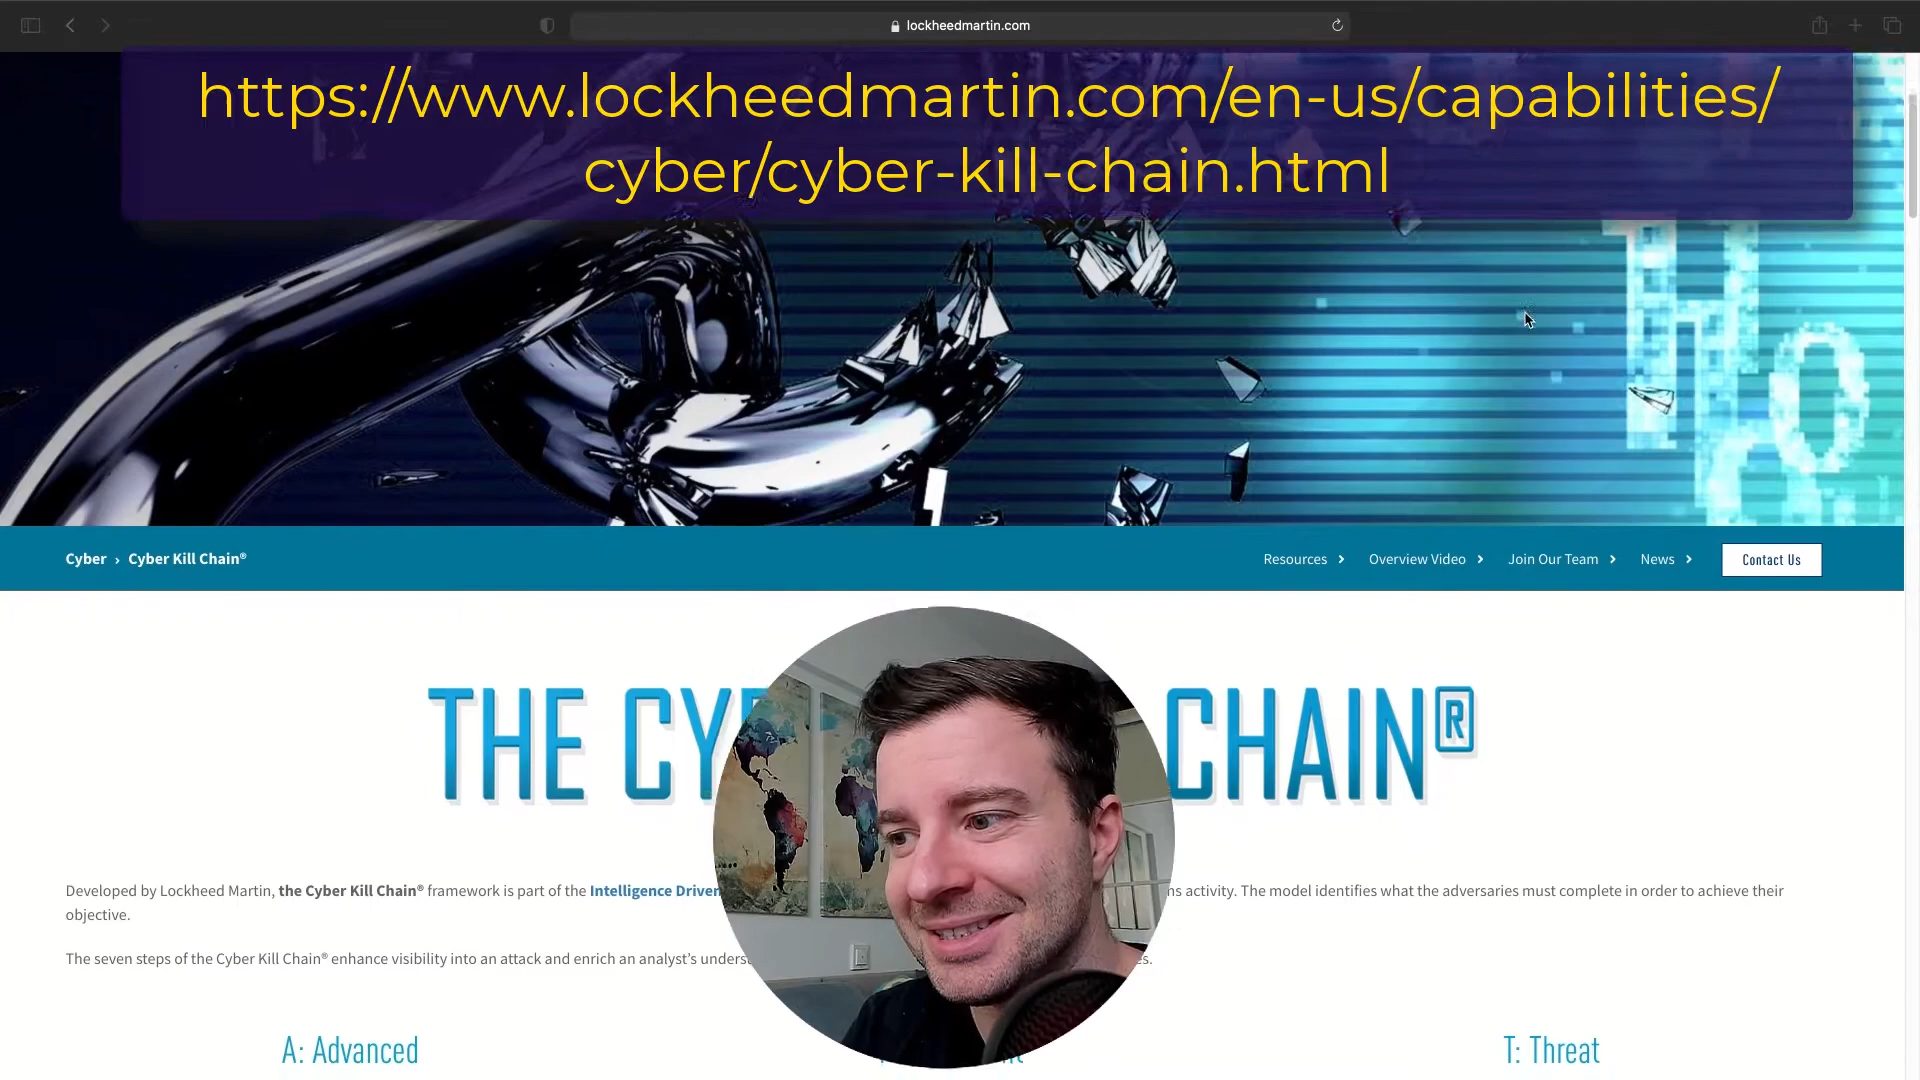 lockheedmartin.com
https://www.lockheedmartin.com/en-us/capabilities/
cyber/cyber-kill-chain.html
Cyber › Cyber Kill Chain®
Resources
Overview Video
Join Our Team
News
Contact Us
THE CY CHAIN®
Developed by Lockheed Martin, the Cyber Kill Chain® framework is part of the Intelligence Driven activity. The model identifies what the adversaries must complete in order to achieve their
objective.
The seven steps of the Cyber Kill Chain® enhance visibility into an attack and enrich an analyst's
A: Advanced
T: Threat